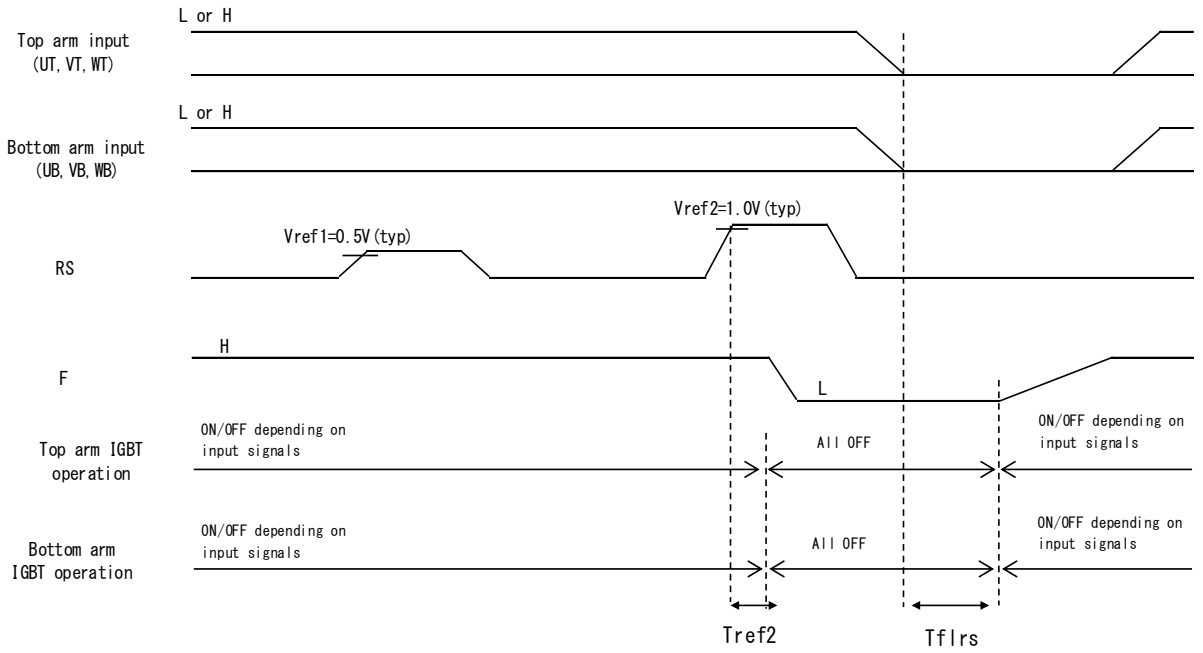 L or H
Top arm input
(UT, VT, WT)
L or H
Bottom arm input
(UB, VB, WB)
Vref2=1.0V(typ)
Vref1=0.5V(typ)
RS
H
F
L
ON/OFF depending on
input signals
All OFF
ON/OFF depending on
input signals
Top arm IGBT
operation
ON/OFF depending on
input signals
All OFF
ON/OFF depending on
input signals
Bottom arm
IGBT operation
Tref2
Tflrs